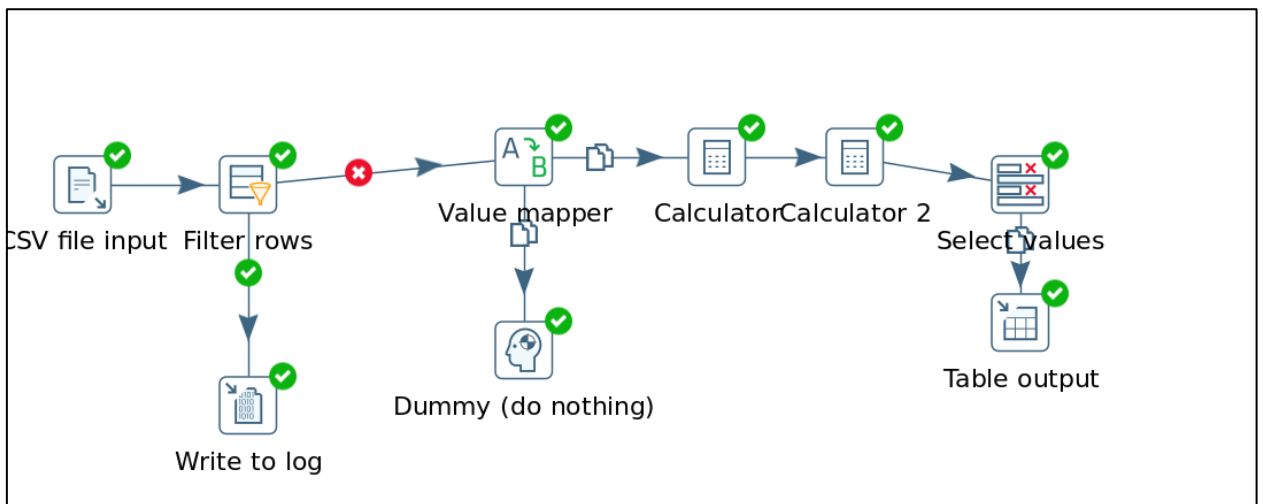 CSV file input
Filter rows
Value mapper
Calculator
Calculator 2
Select values
Dummy (do nothing)
Table output
Write to log